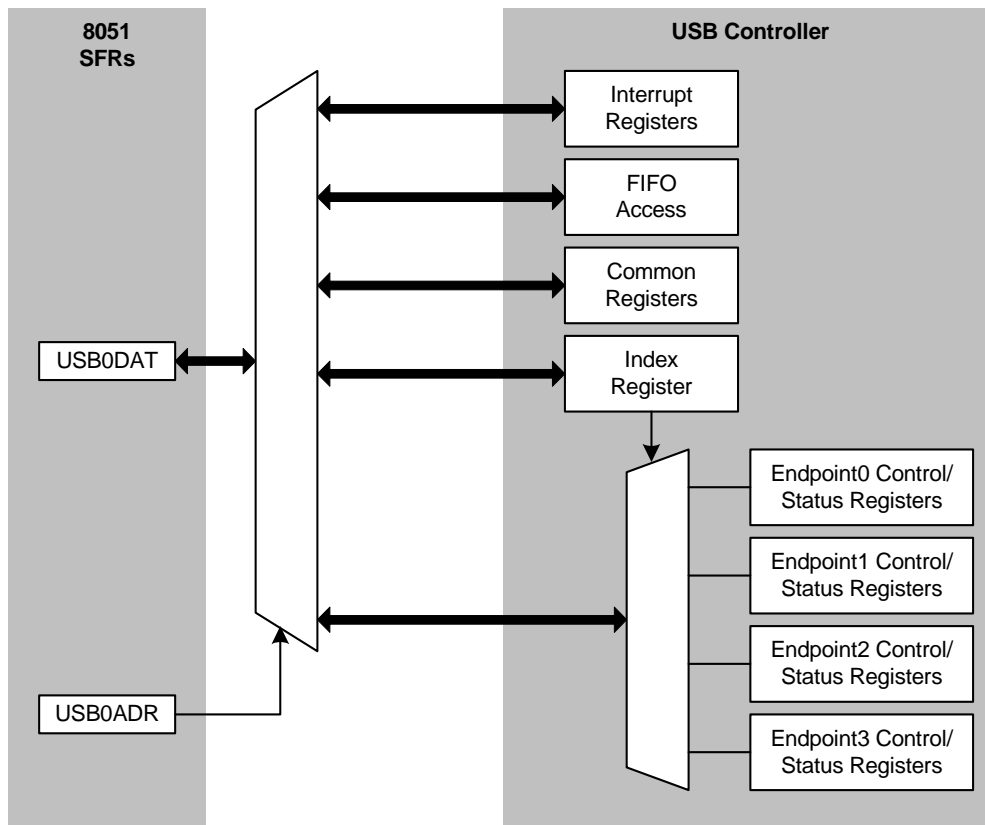 8051
SFRs
USB Controller
Interrupt
Registers
FIFO
Access
Common
Registers
USB0DAT
Index
Register
Endpoint0 Control/
Status Registers
Endpoint1 Control/
Status Registers
Endpoint2 Control/
Status Registers
USB0ADR
Endpoint3 Control/
Status Registers